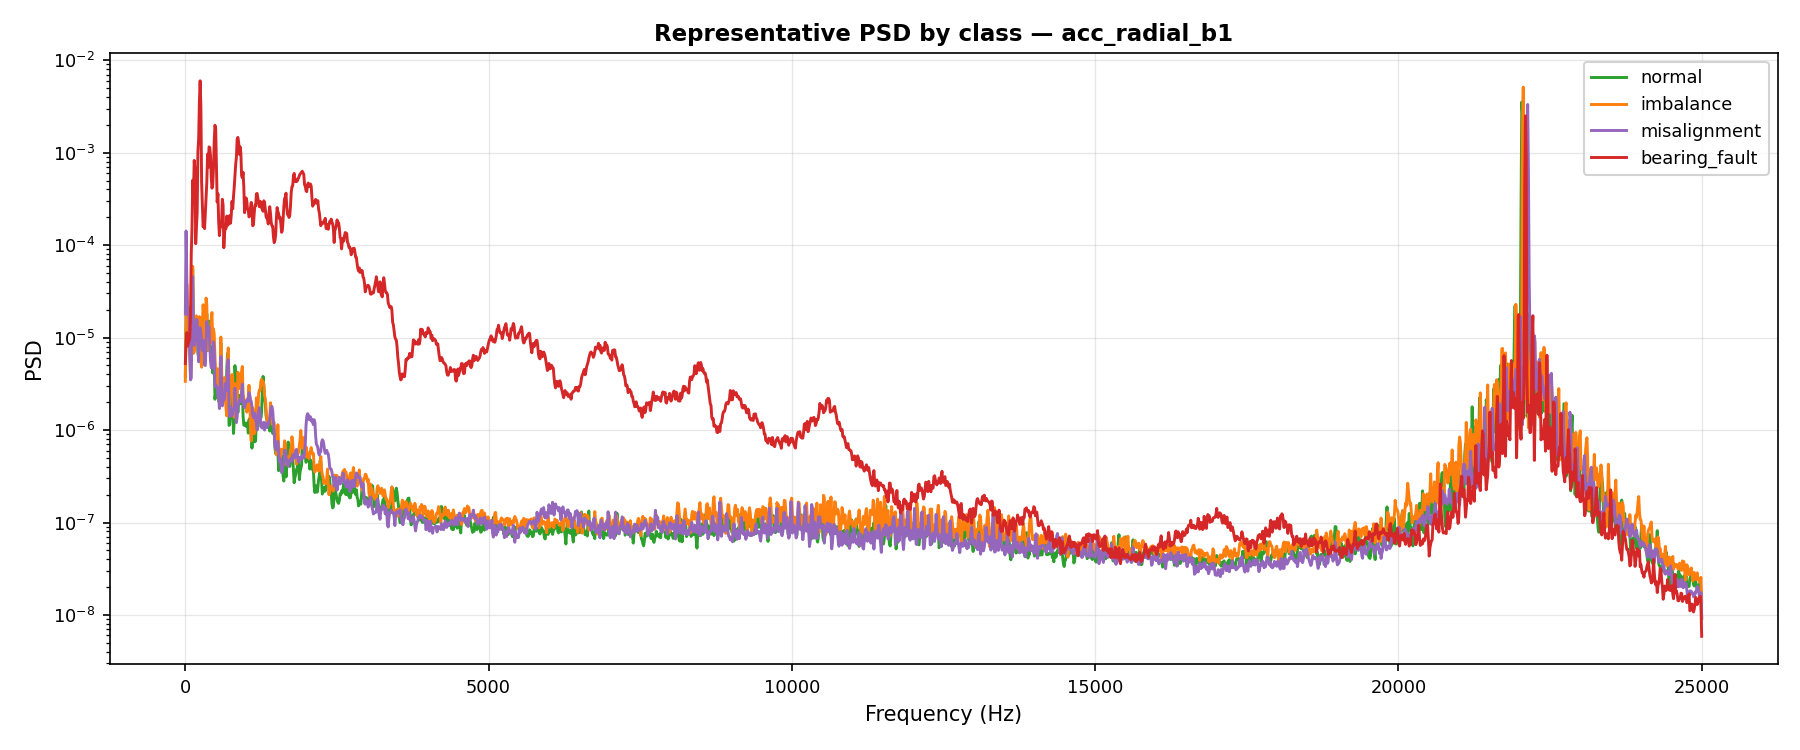 Representative PSD by class — acc_radial_b1
normal
imbalance
misalignment
bearing_fault
PSD
10⁻²
10⁻³
10⁻⁴
10⁻⁵
10⁻⁶
10⁻⁷
10⁻⁸
0 5000 10000 15000 20000 25000
Frequency (Hz)